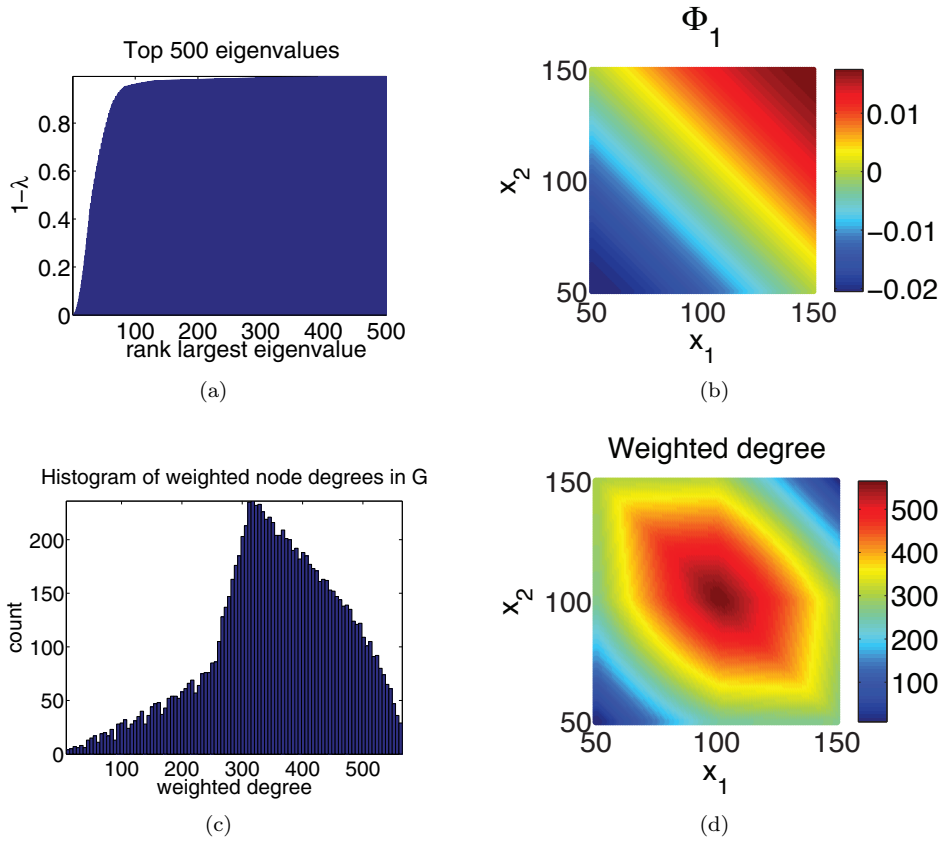 Top 500 eigenvalues
1−λ
0.8
0.6
0.4
0.2
0
100 200 300 400 500
rank largest eigenvalue
(a)
Φ1
x2
150
100
50
50 100 150
x1
0.01
0
−0.01
−0.02
(b)
Histogram of weighted node degrees in G
count
200
150
100
50
0
100 200 300 400 500
weighted degree
(c)
Weighted degree
x2
150
100
50
50 100 150
x1
500
400
300
200
100
(d)